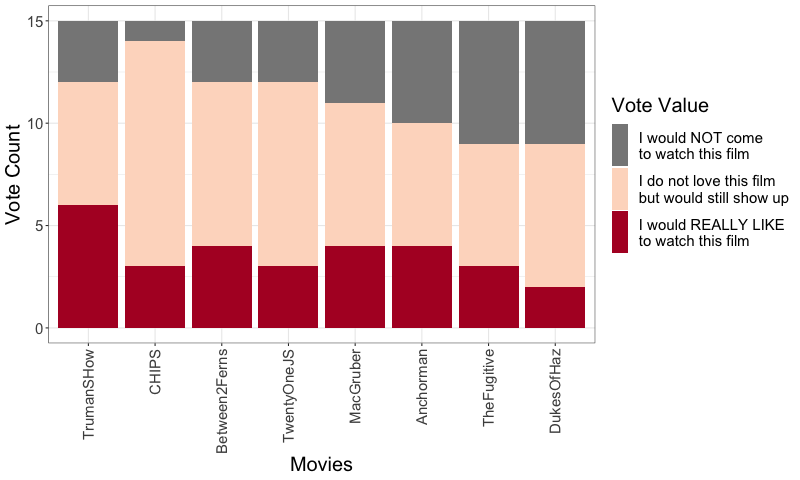 15
10
5
0
Vote Count
TrumanSHow
CHIPS
Between2Ferns
TwentyOneJS
MacGruber
Anchorman
TheFugitive
DukesOfHaz
Movies
Vote Value
I would NOT come
to watch this film
I do not love this film
but would still show up
I would REALLY LIKE
to watch this film